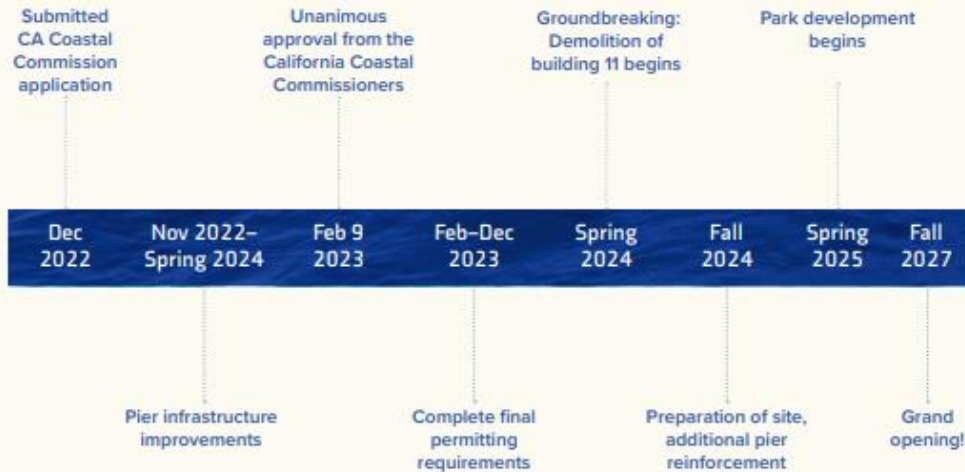 Submitted
CA Coastal
Commission
application
Unanimous
approval from the
California Coastal
Commissioners
Groundbreaking:
Demolition of
building 11 begins
Park development
begins
Dec
2022
Nov 2022–
Spring 2024
Feb 9
2023
Feb–Dec
2023
Spring
2024
Fall
2024
Spring
2025
Fall
2027
Pier infrastructure
improvements
Complete final
permitting
requirements
Preparation of site,
additional pier
reinforcement
Grand
opening!